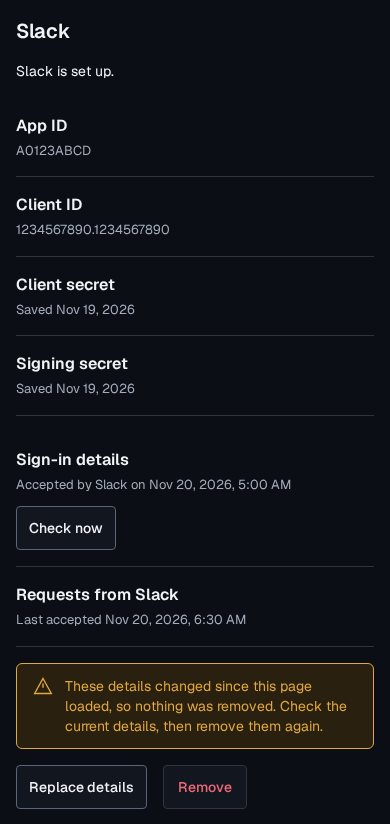 Slack
Slack is set up.
App ID
A0123ABCD
Client ID
1234567890.1234567890
Client secret
Saved Nov 19, 2026
Signing secret
Saved Nov 19, 2026
Sign-in details
Accepted by Slack on Nov 20, 2026, 5:00 AM
Check now
Requests from Slack
Last accepted Nov 20, 2026, 6:30 AM
These details changed since this page
loaded, so nothing was removed. Check the
current details, then remove them again.
Replace details
Remove